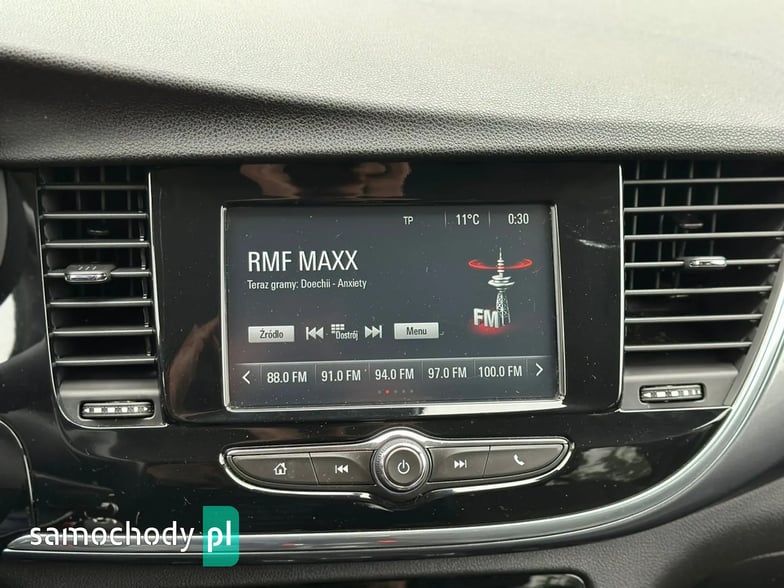 TP 11°C 0:30
RMF MAXX
Teraz gramy: Doechii - Anxiety
FM
Źródło Dostrój Menu
88.0 FM 91.0 FM 94.0 FM 97.0 FM 100.0 FM
samochody pl